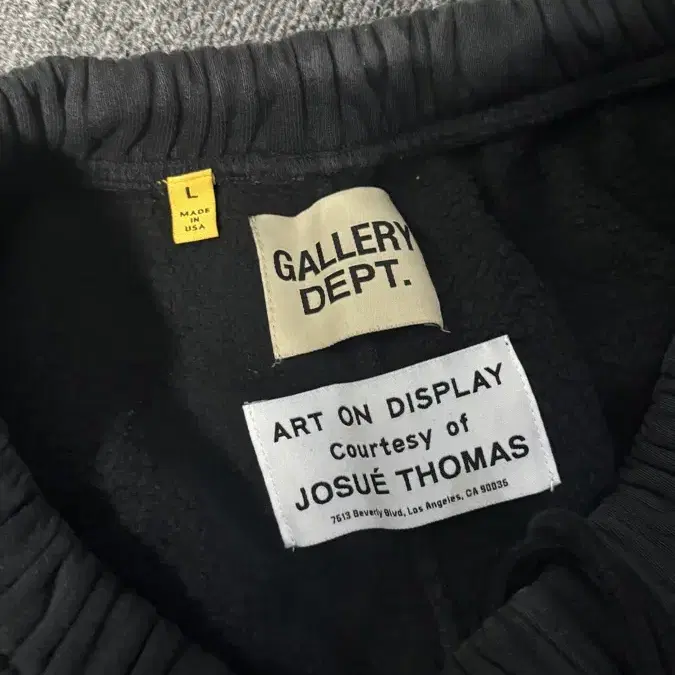 L
MADE
IN
USA
GALLERY
DEPT.
ART ON DISPLAY
Courtesy of
JOSUÉ THOMAS
7613 Beverly Blvd, Los Angeles, CA 90036